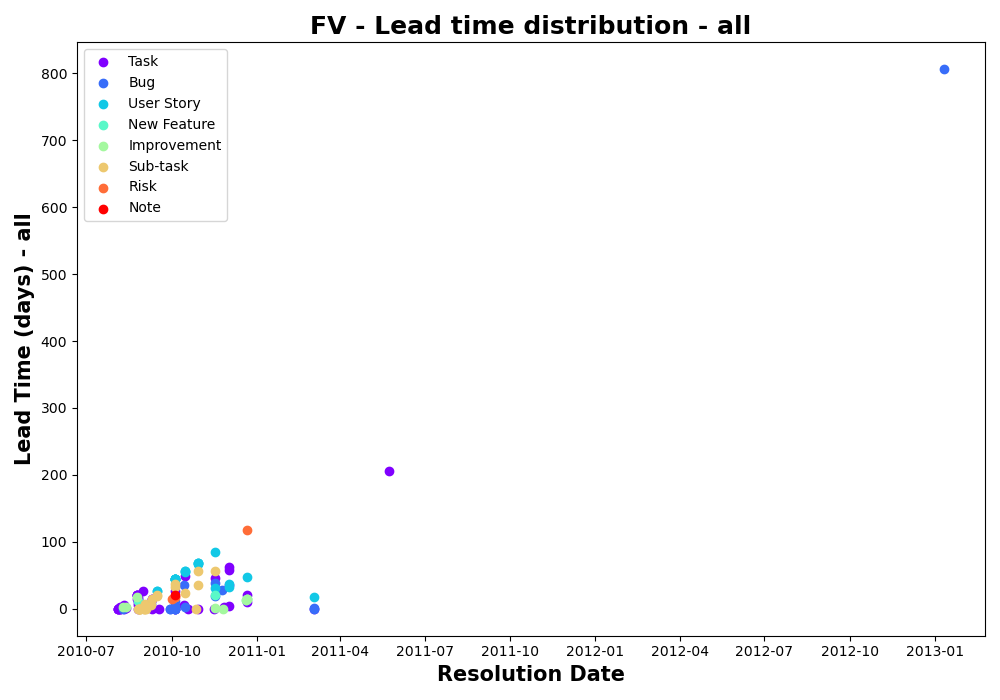 FV - Lead time distribution - all
Task
Bug
User Story
New Feature
Improvement
Sub-task
Risk
Note
Lead Time (days) - all
800
700
600
500
400
300
200
100
0
2010-07 2010-10 2011-01 2011-04 2011-07 2011-10 2012-01 2012-04 2012-07 2012-10 2013-01
Resolution Date